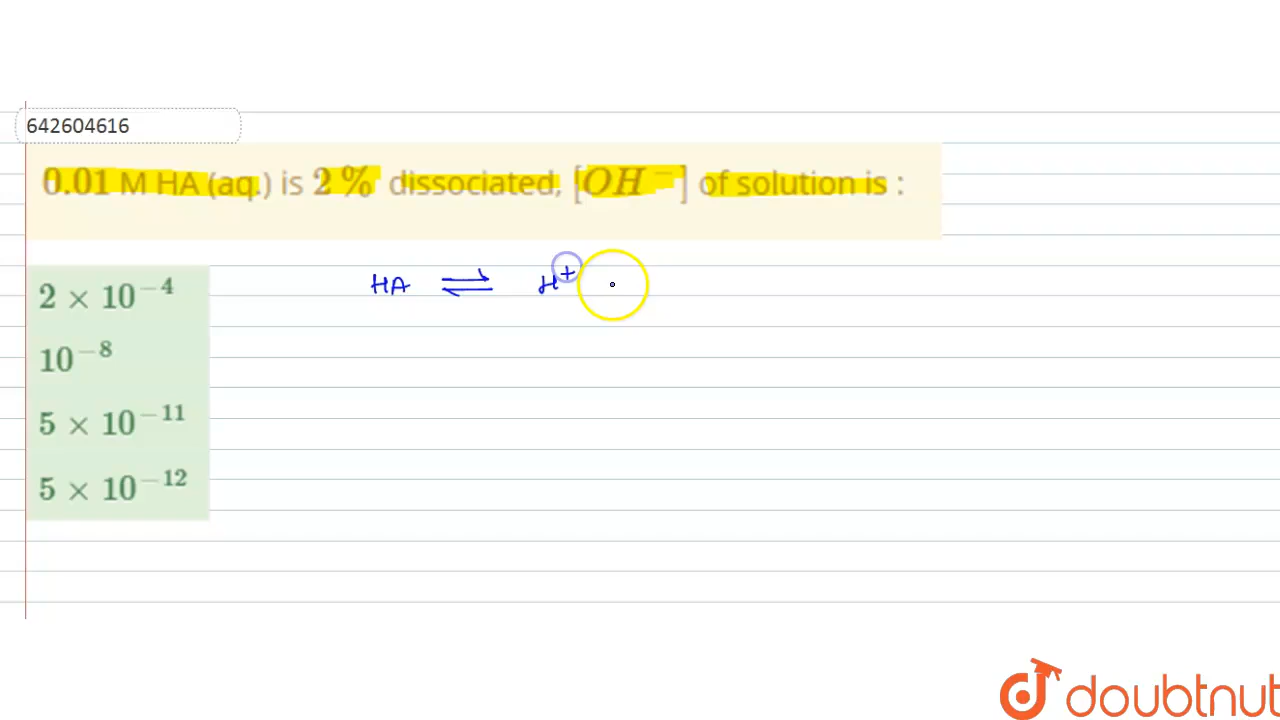 642604616
0.01 M HA (aq.) is 2 % dissociated, [OH⁻] of solution is :
HA ⇌ H⁺
2 × 10⁻⁴
10⁻⁸
5 × 10⁻¹¹
5 × 10⁻¹²
doubtnut